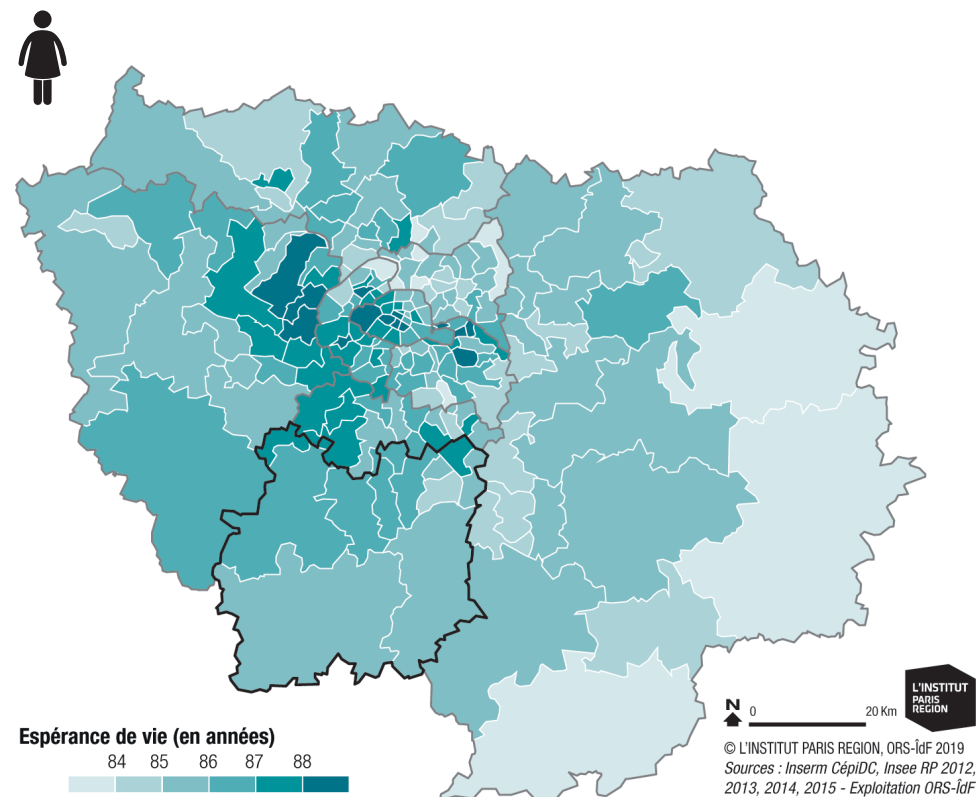 Espérance de vie (en années)
84 85 86 87 88
N
0 20 Km
L'INSTITUT
PARIS
REGION
© L'INSTITUT PARIS REGION, ORS-ÎdF 2019
Sources : Inserm CépiDC, Insee RP 2012,
2013, 2014, 2015 - Exploitation ORS-ÎdF